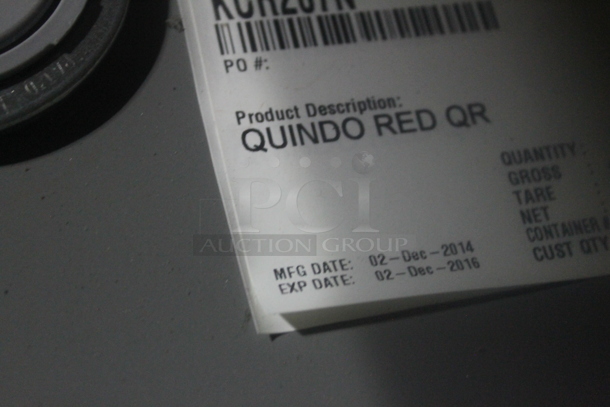 PO #:
Product Description:
QUINDO RED QR
QUANTITY :
GROSS :
TARE :
NET :
CONTAINER #
CUST QTY
MFG DATE: 02-Dec-2014
EXP DATE: 02-Dec-2016
PCI
AUCTION GROUP